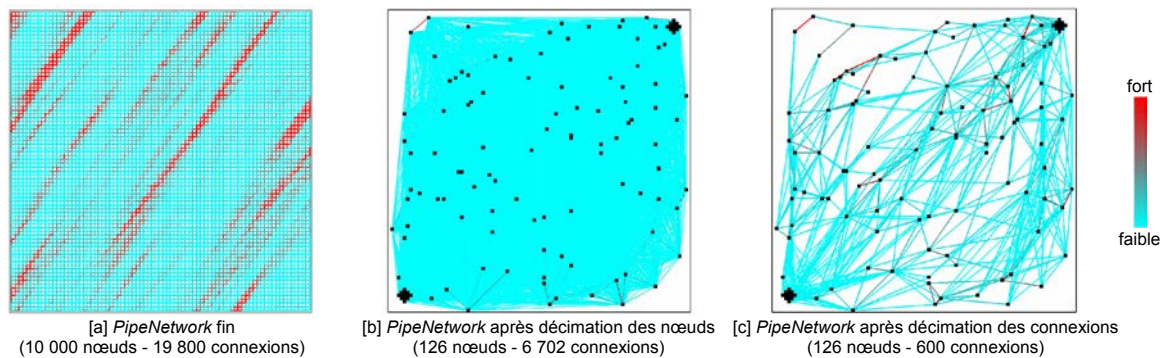 fort
faible
[a] PipeNetwork fin
(10 000 nœuds - 19 800 connexions)
[b] PipeNetwork après décimation des nœuds
(126 nœuds - 6 702 connexions)
[c] PipeNetwork après décimation des connexions
(126 nœuds - 600 connexions)